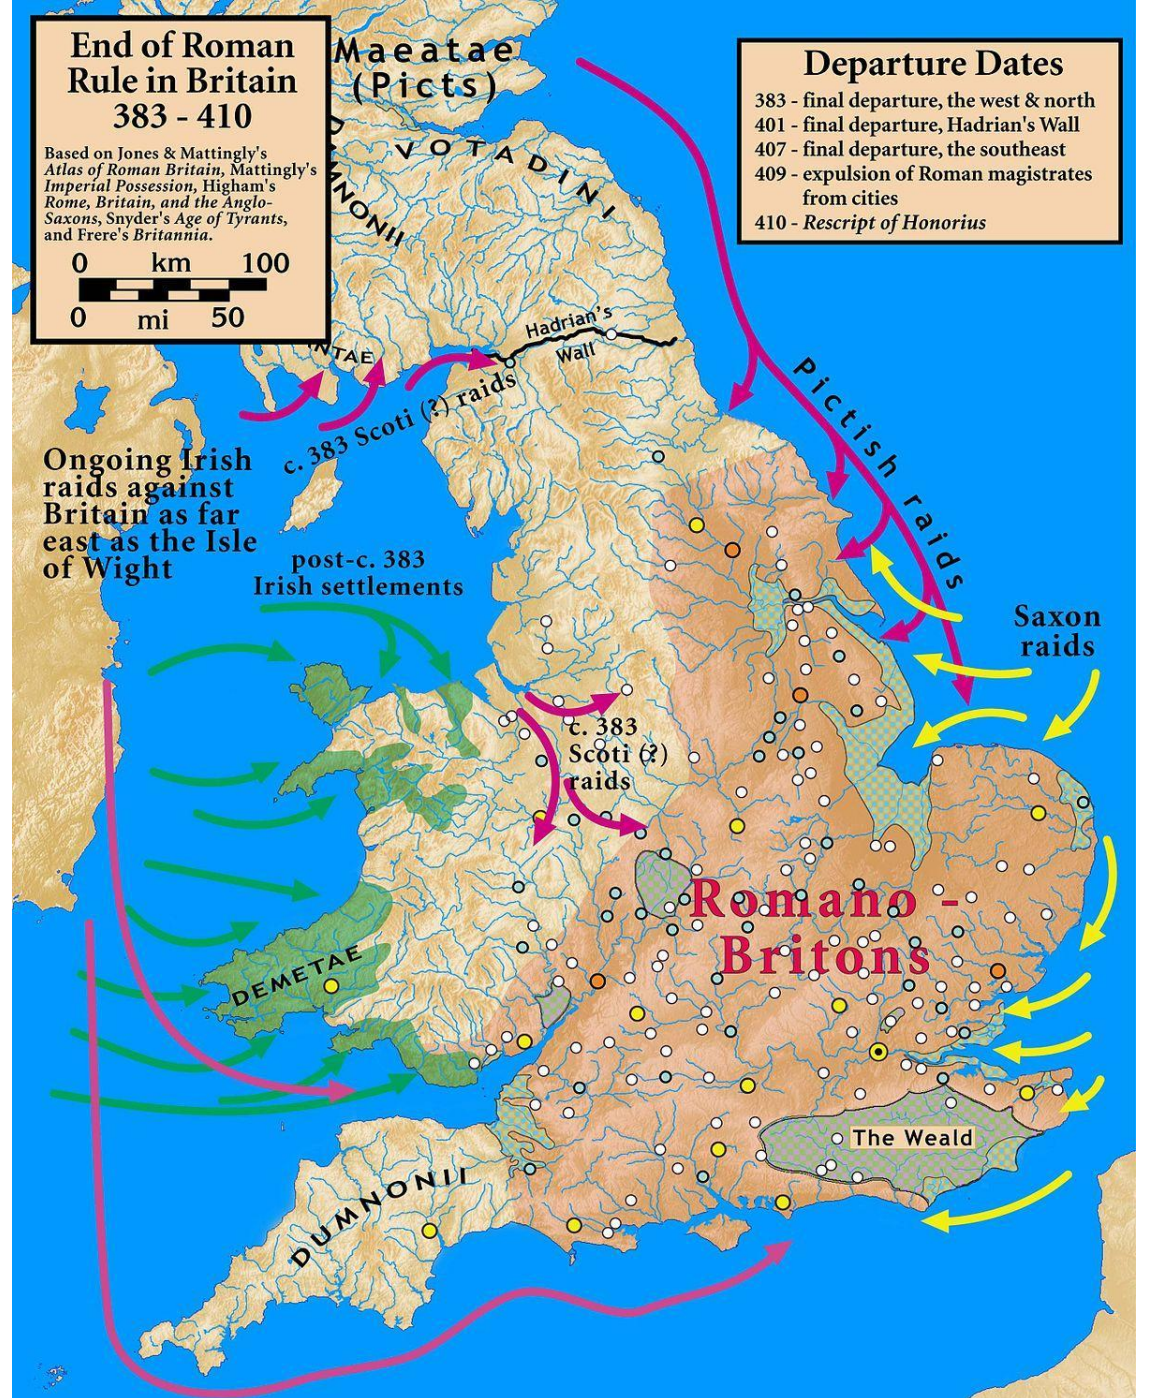 End of Roman
Rule in Britain
383 - 410
Based on Jones & Mattingly's
Atlas of Roman Britain, Mattingly's
Imperial Possession, Higham's
Rome, Britain, and the Anglo-
Saxons, Snyder's Age of Tyrants,
and Frere's Britannia.
0 km 100
0 mi 50
Maeatae
(Picts)
Departure Dates
383 - final departure, the west & north
401 - final departure, Hadrian's Wall
407 - final departure, the southeast
409 - expulsion of Roman magistrates
from cities
410 - Rescript of Honorius
VOTADINI
MNONII
NTAE
Hadrian's
Wall
c. 383 Scoti (?) raids
Pictish raids
Ongoing Irish
raids against
Britain as far
east as the Isle
of Wight
post-c. 383
Irish settlements
Saxon
raids
c. 383
Scoti (?)
raids
Romano -
Britons
DEMETAE
The Weald
DUMNONII